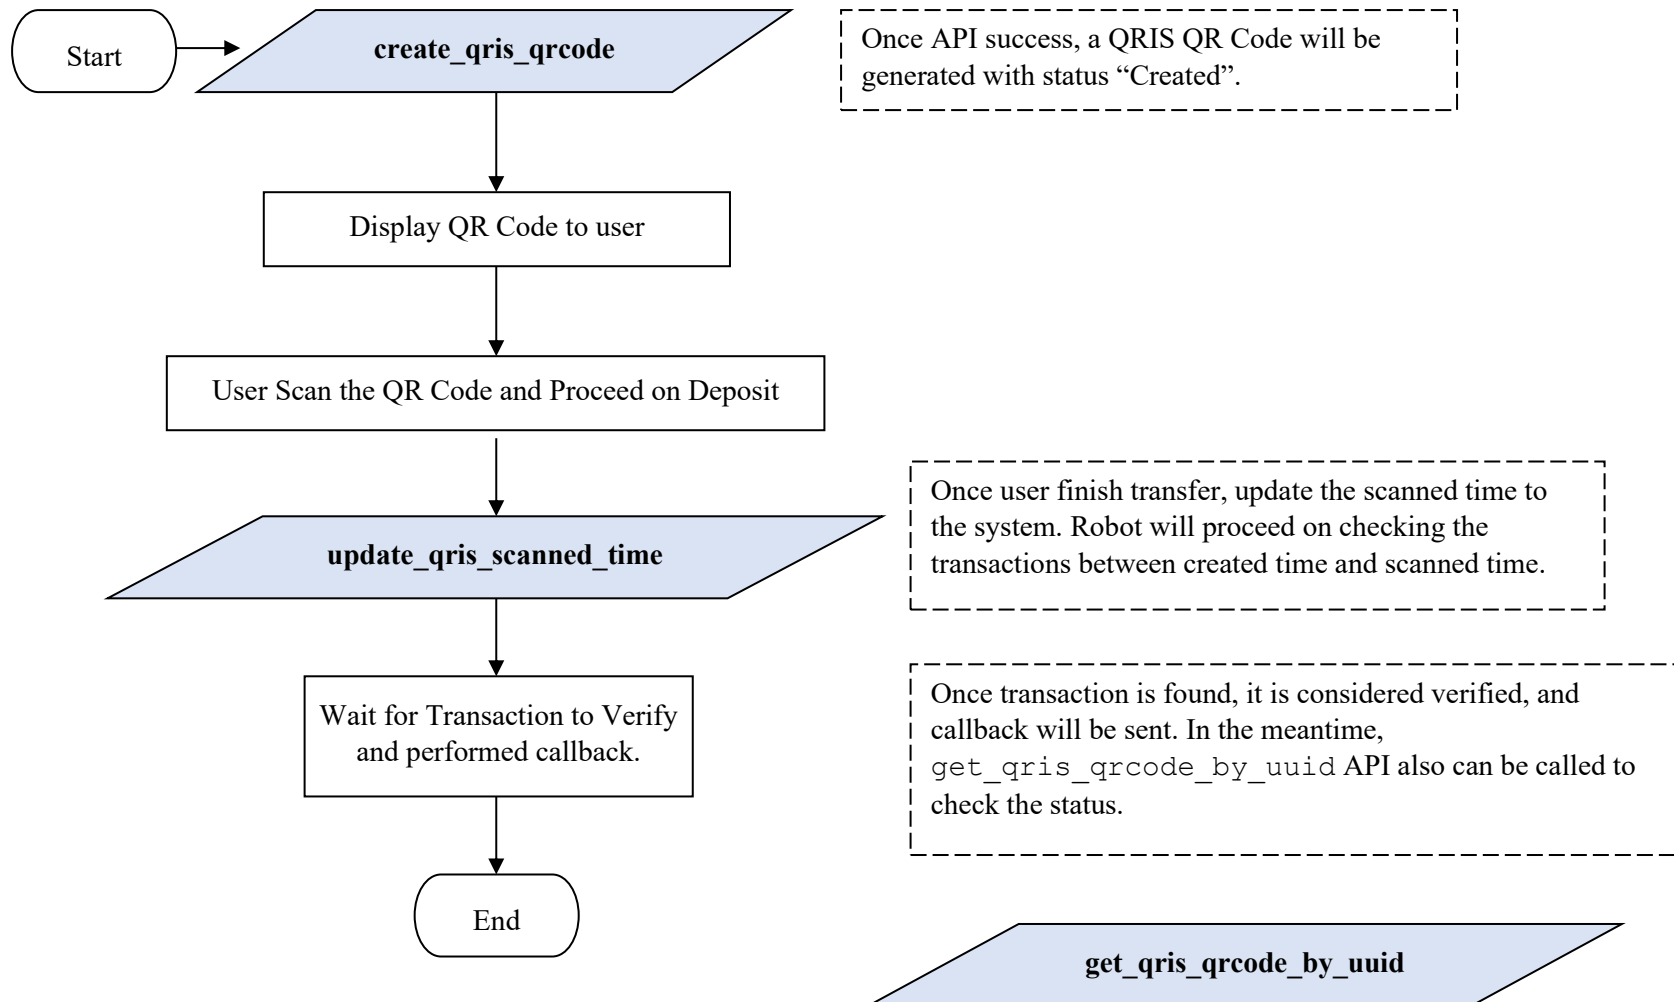 Start
create_qris_qrcode
Once API success, a QRIS QR Code will be
generated with status “Created”.
Display QR Code to user
User Scan the QR Code and Proceed on Deposit
Once user finish transfer, update the scanned time to
the system. Robot will proceed on checking the
transactions between created time and scanned time.
update_qris_scanned_time
Wait for Transaction to Verify
and performed callback.
Once transaction is found, it is considered verified, and
callback will be sent. In the meantime,
get_qris_qrcode_by_uuid API also can be called to
check the status.
End
get_qris_qrcode_by_uuid